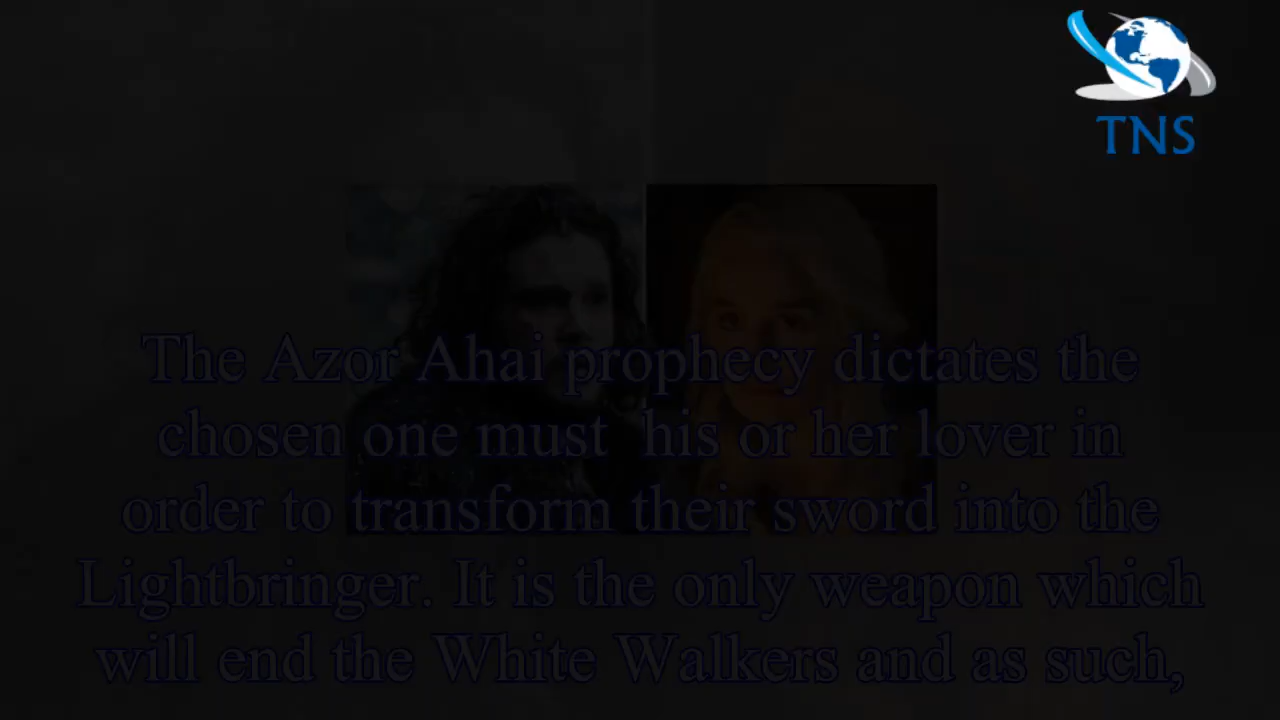 TNS
The Azor Ahai prophecy dictates the
chosen one must his or her lover in
order to transform their sword into the
Lightbringer. It is the only weapon which
will end the White Walkers and as such,